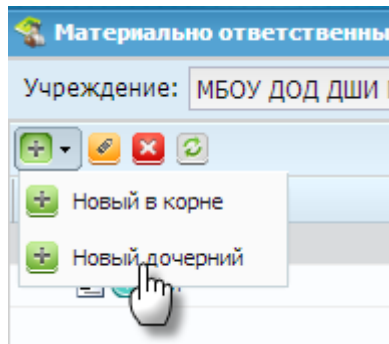 Материально ответственны
Учреждение: МБОУ ДОД ДШИ
Новый в корне
Новый дочерний